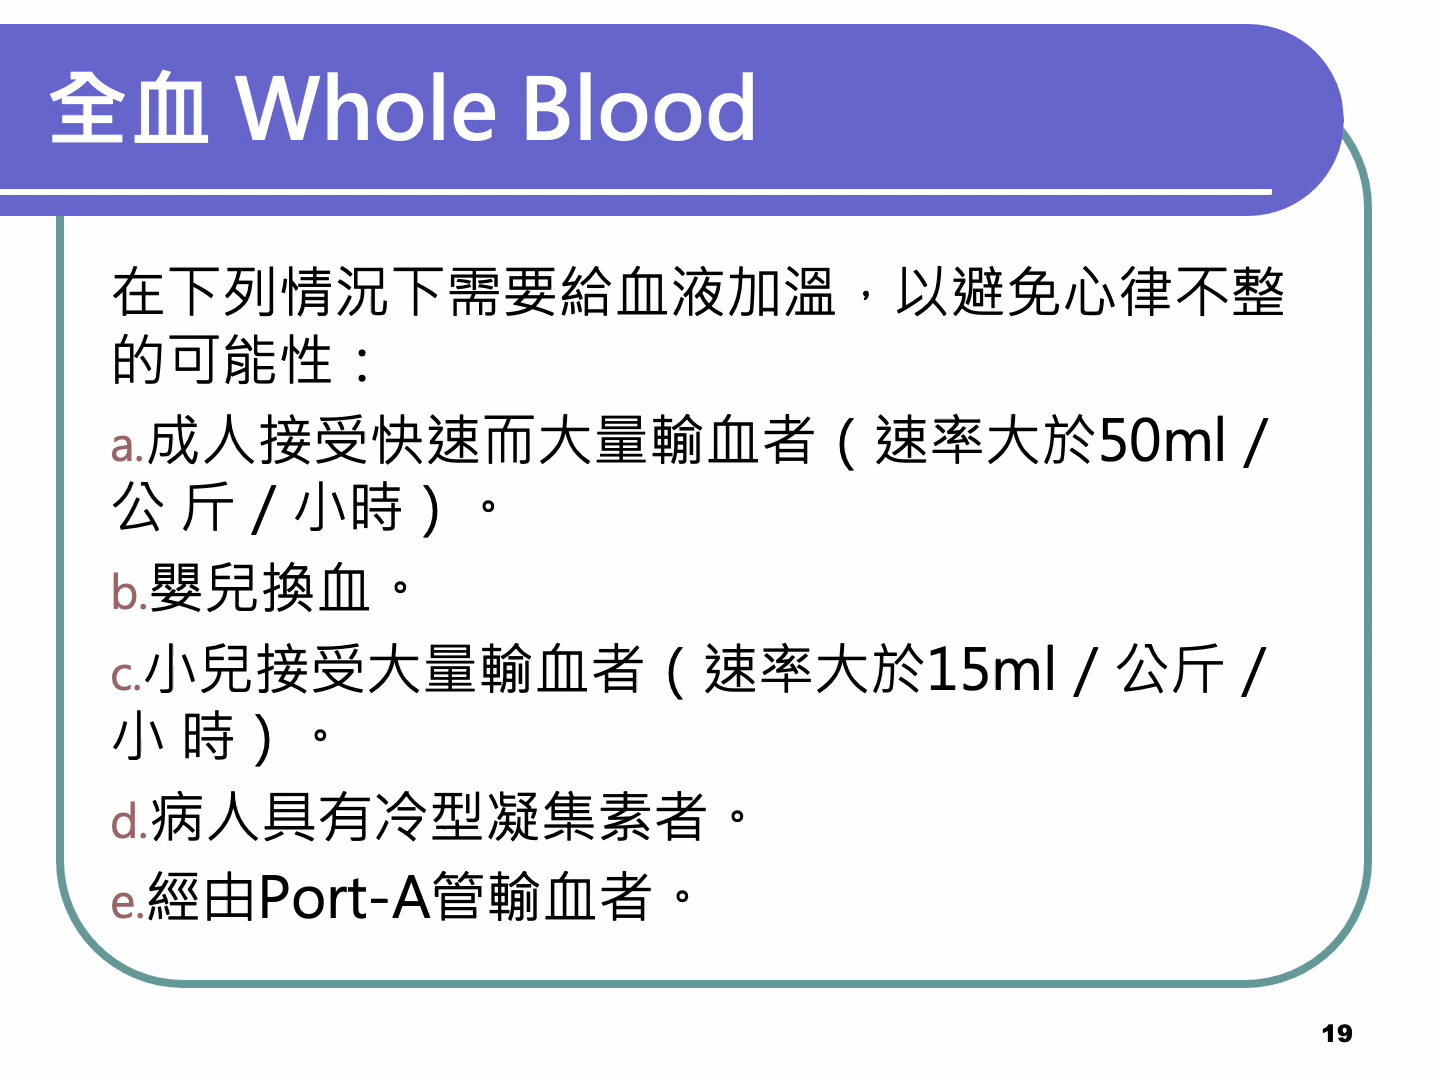 全血 Whole Blood
在下列情況下需要給血液加溫，以避免心律不整
的可能性：
a.成人接受快速而大量輸血者（速率大於50ml／
公 斤／小時）。
b.嬰兒換血。
c.小兒接受大量輸血者（速率大於15ml／公斤／
小 時）。
d.病人具有冷型凝集素者。
e.經由Port-A管輸血者。
19